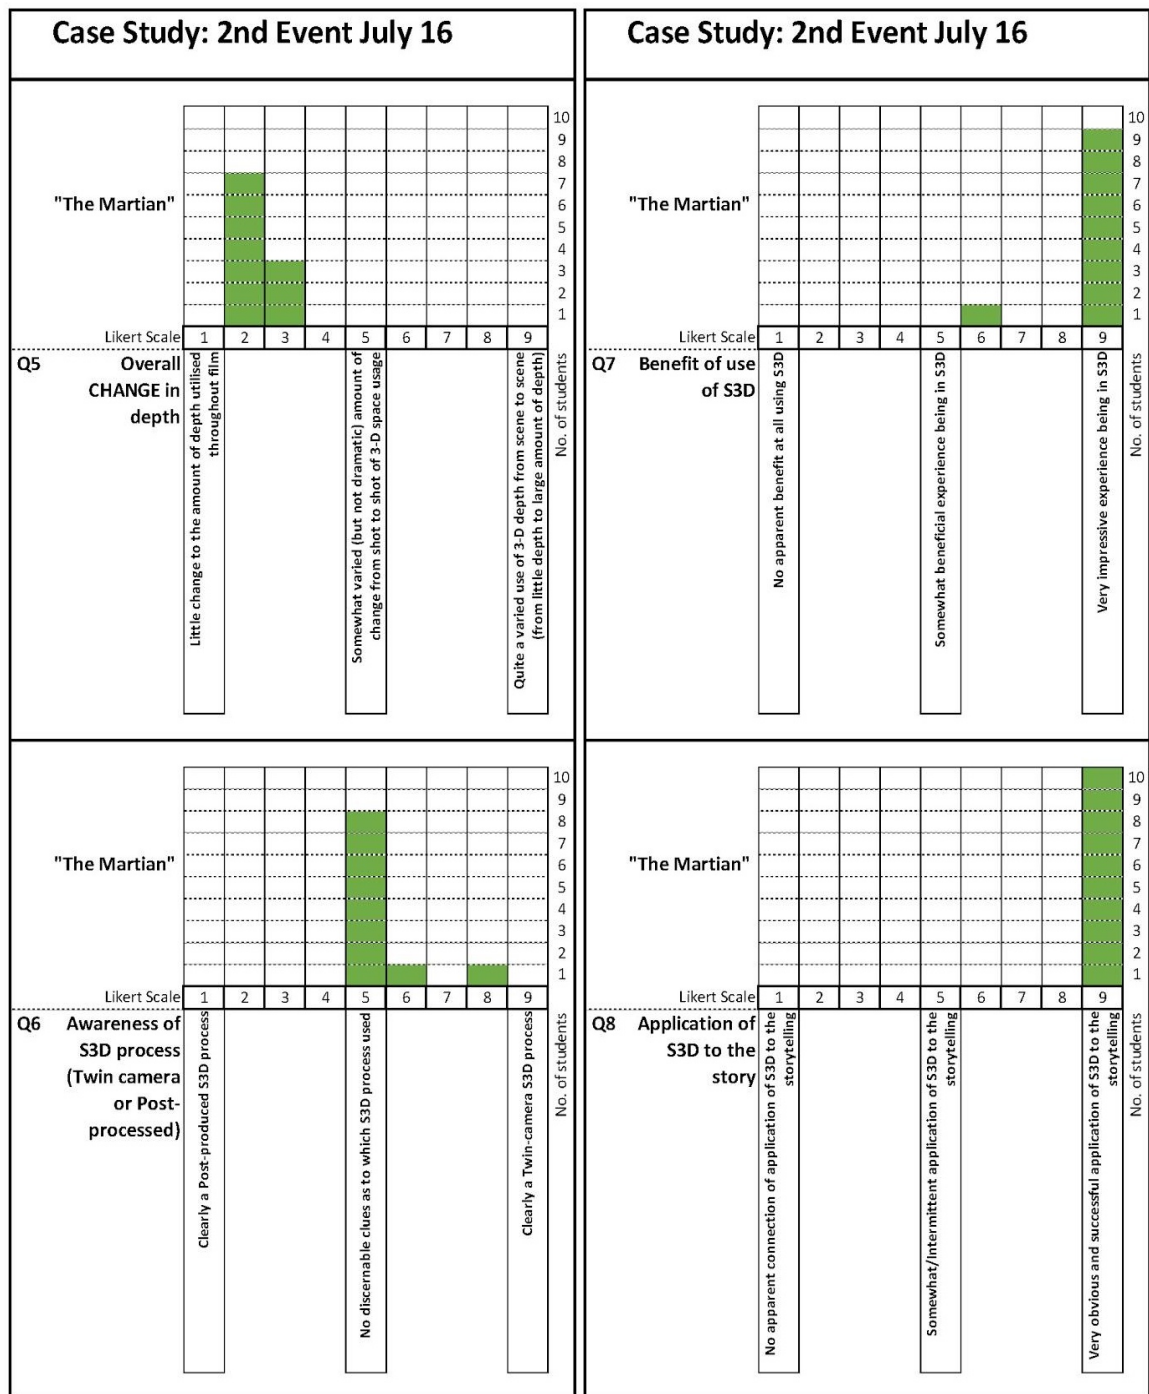 Case Study: 2nd Event July 16
10
9
8
7
6
5
4
3
2
1
"The Martian"
Likert Scale 1 2 3 4 5 6 7 8 9
Q5 Overall
CHANGE in
depth
Little change to the amount of depth utilised
throughout film
Somewhat varied (but not dramatic) amount of
change from shot to shot of 3-D space usage
Quite a varied use of 3-D depth from scene to scene
(from little depth to large amount of depth)
No. of students
10
9
8
7
6
5
4
3
2
1
"The Martian"
Likert Scale 1 2 3 4 5 6 7 8 9
Q6 Awareness of
S3D process
(Twin camera
or Post-
processed)
Clearly a Post-produced S3D process
No discernable clues as to which S3D process used
Clearly a Twin-camera S3D process
No. of students
Case Study: 2nd Event July 16
10
9
8
7
6
5
4
3
2
1
"The Martian"
Likert Scale 1 2 3 4 5 6 7 8 9
Q7 Benefit of use
of S3D
No apparent benefit at all using S3D
Somewhat beneficial experience being in S3D
Very impressive experience being in S3D
No. of students
10
9
8
7
6
5
4
3
2
1
"The Martian"
Likert Scale 1 2 3 4 5 6 7 8 9
Q8 Application of
S3D to the
story
No apparent connection of application of S3D to the
storytelling
Somewhat/Intermittent application of S3D to the
storytelling
Very obvious and successful application of S3D to the
storytelling
No. of students